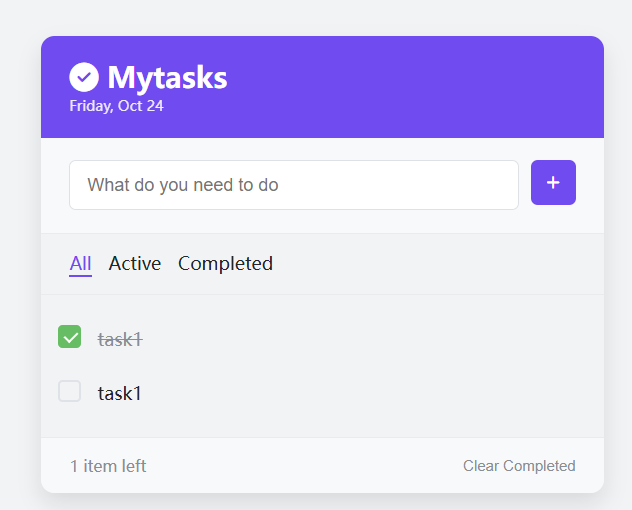 Mytasks
Friday, Oct 24
What do you need to do
+
All Active Completed
task1
task1
1 item left Clear Completed